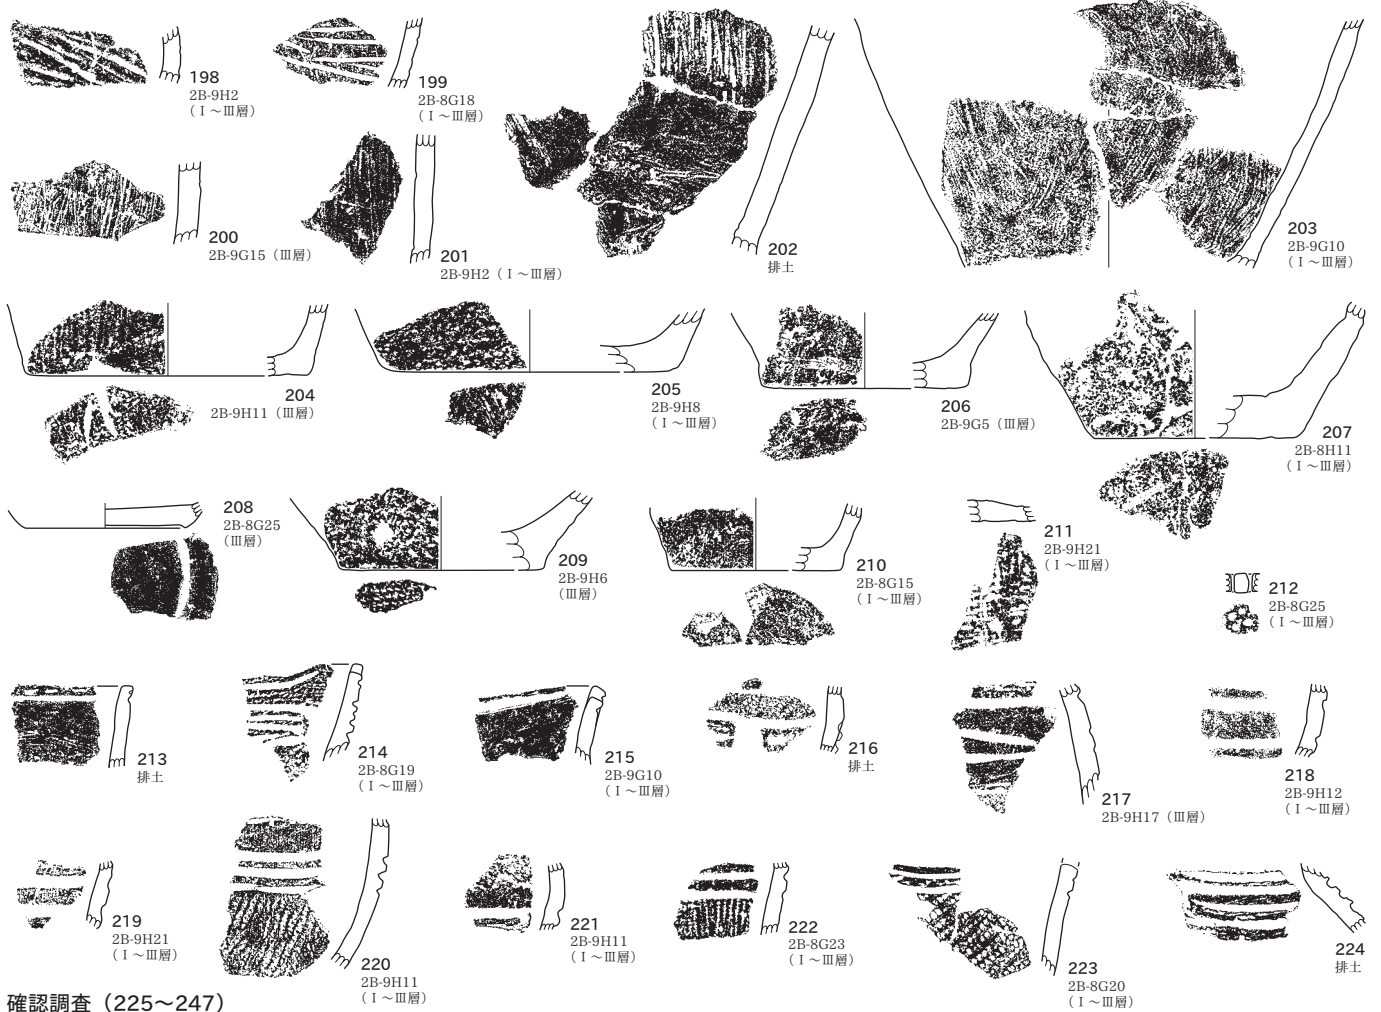 198
2B-9H2
（Ⅰ～Ⅲ層）
199
2B-8G18
（Ⅰ～Ⅲ層）
200
2B-9G15（Ⅲ層）
201
2B-9H2（Ⅰ～Ⅲ層）
202
排土
203
2B-9G10
（Ⅰ～Ⅲ層）
204
2B-9H11（Ⅲ層）
205
2B-9H8
（Ⅰ～Ⅲ層）
206
2B-9G5（Ⅲ層）
207
2B-8H11
（Ⅰ～Ⅲ層）
208
2B-8G25
（Ⅲ層）
209
2B-9H6
（Ⅲ層）
210
2B-8G15
（Ⅰ～Ⅲ層）
211
2B-9H21
（Ⅰ～Ⅲ層）
212
2B-8G25
（Ⅰ～Ⅲ層）
213
排土
214
2B-8G19
（Ⅰ～Ⅲ層）
215
2B-9G10
（Ⅰ～Ⅲ層）
216
排土
217
2B-9H17（Ⅲ層）
218
2B-9H12
（Ⅰ～Ⅲ層）
219
2B-9H21
（Ⅰ～Ⅲ層）
220
2B-9H11
（Ⅰ～Ⅲ層）
221
2B-9H11
（Ⅰ～Ⅲ層）
222
2B-8G23
（Ⅰ～Ⅲ層）
223
2B-8G20
（Ⅰ～Ⅲ層）
224
排土
確認調査（225～247）